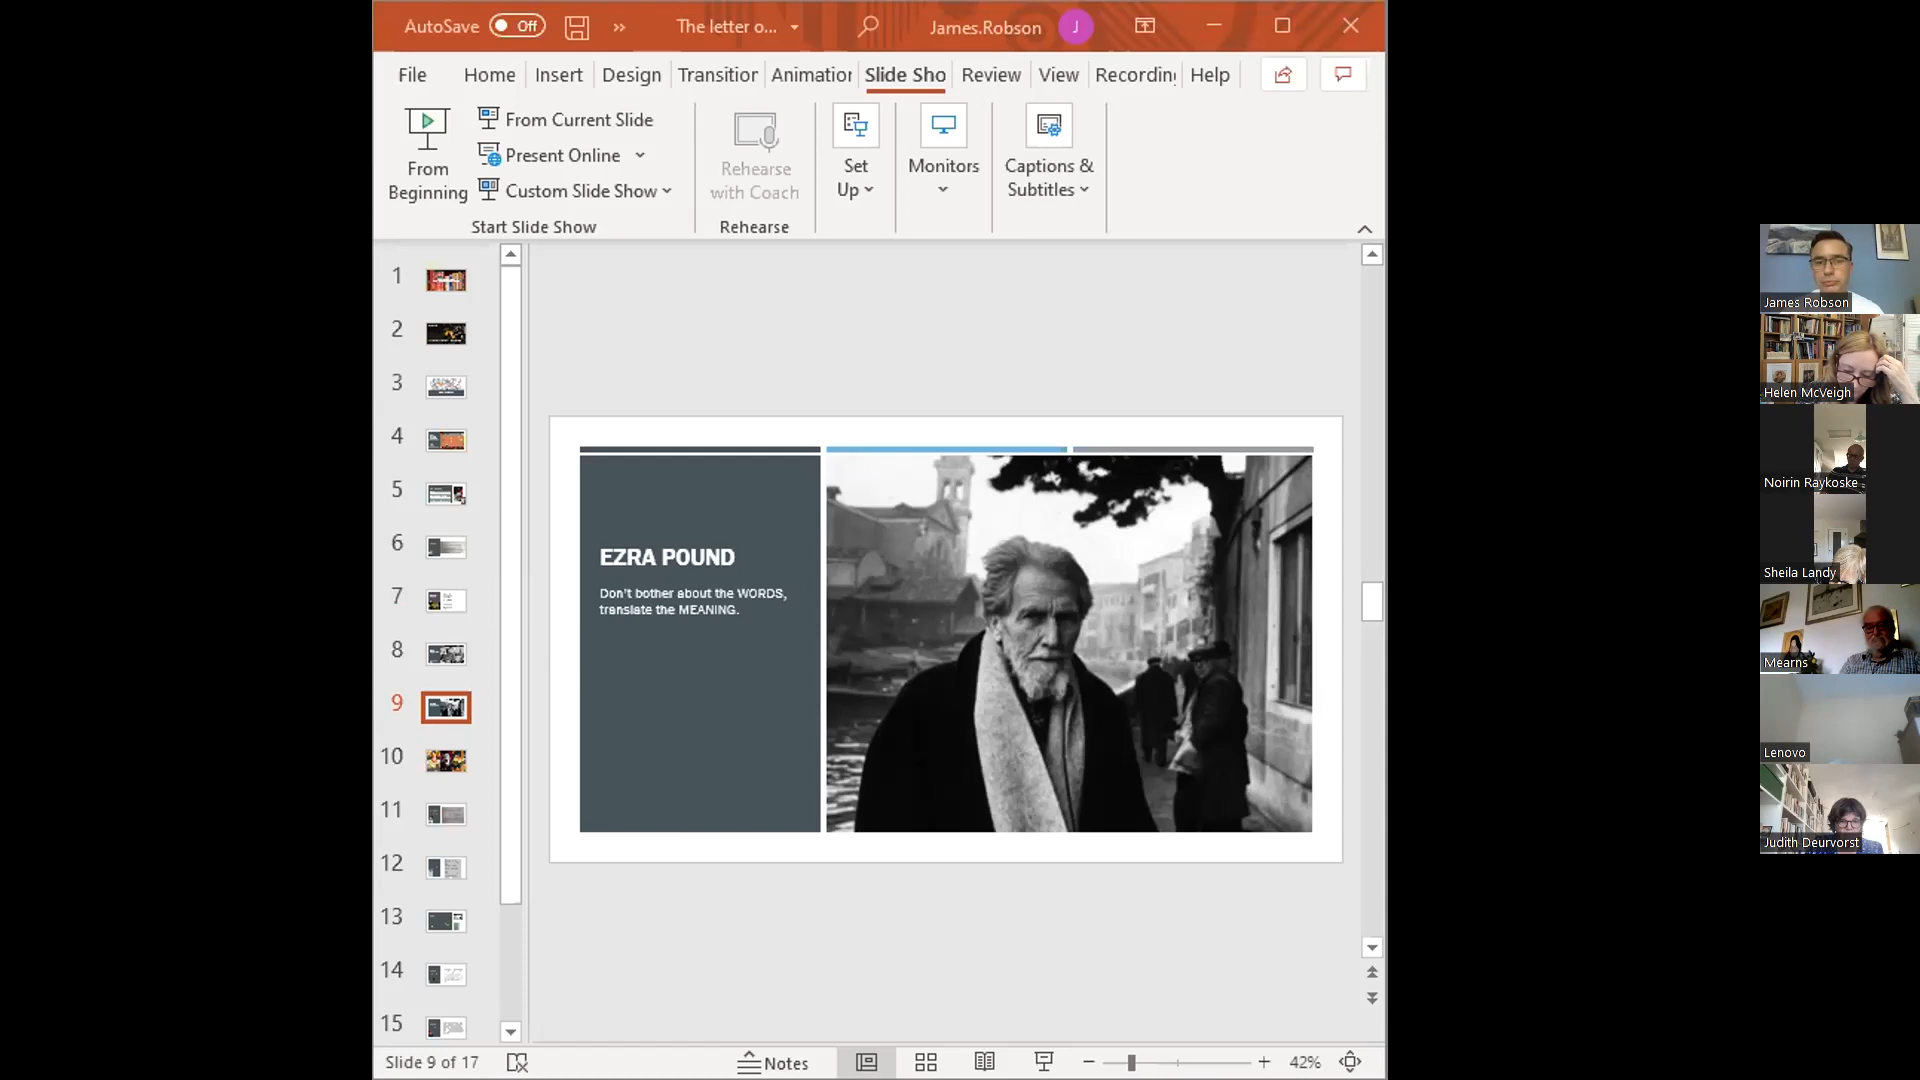 AutoSave Off The letter o... James.Robson J
File Home Insert Design Transition Animation Slide Sho Review View Recording Help
From Beginning
From Current Slide
Present Online
Custom Slide Show
Start Slide Show
Rehearse with Coach
Rehearse
Set Up
Monitors
Captions & Subtitles
1
2
3
4
5
6
7
8
9
10
11
12
13
14
15
EZRA POUND
Don't bother about the WORDS,
translate the MEANING.
Slide 9 of 17 Notes 42%
James Robson
Helen McVeigh
Noirin Raykoske
Sheila Landy
Mearns
Lenovo
Judith Deurvorst